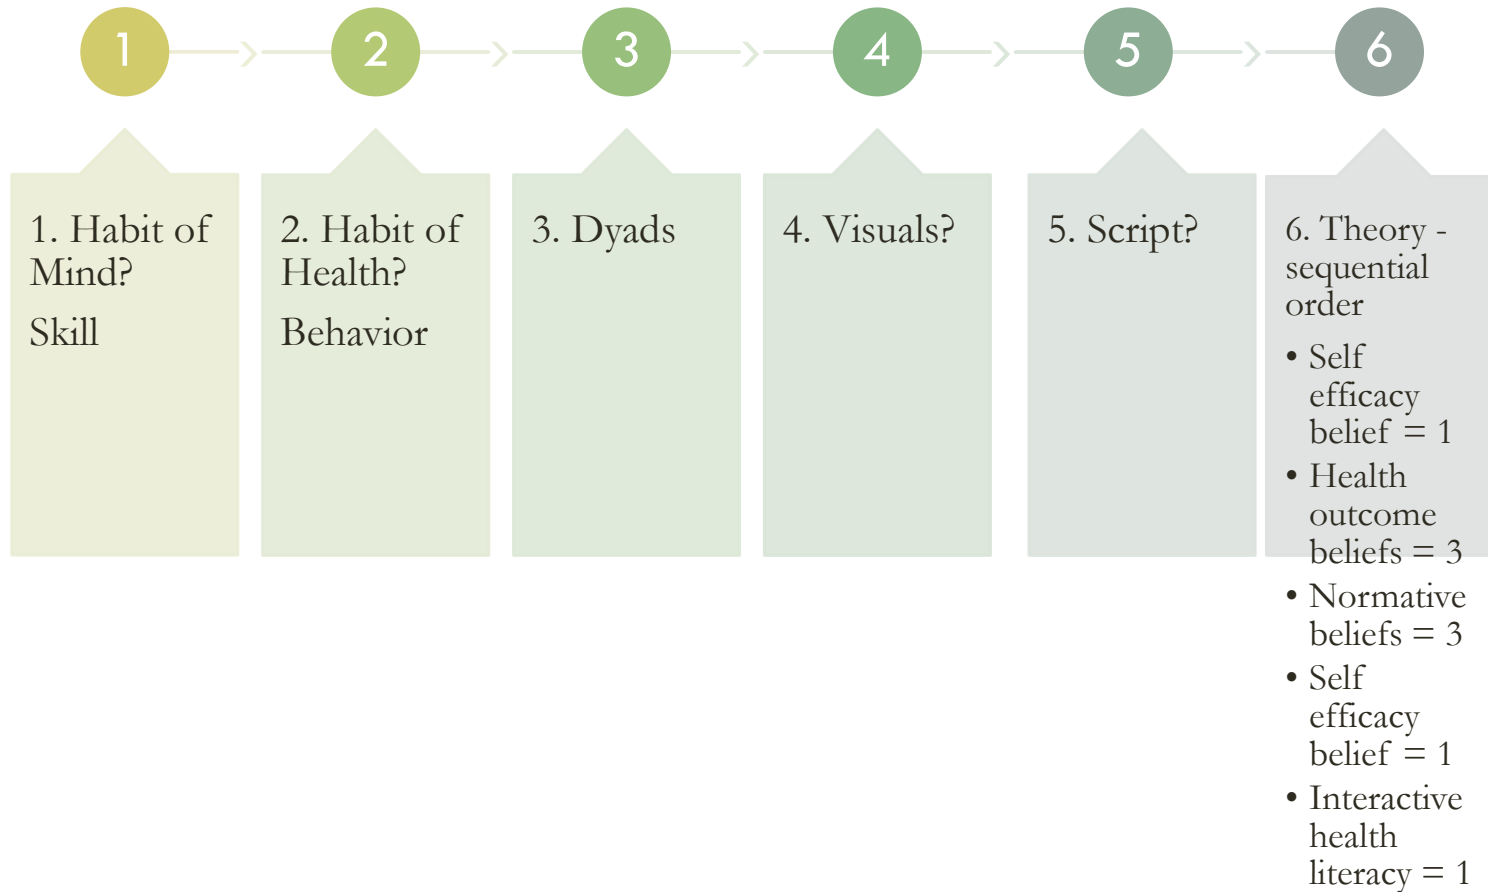 1
2
3
4
5
6
1. Habit of
Mind?
Skill
2. Habit of
Health?
Behavior
3. Dyads
4. Visuals?
5. Script?
6. Theory -
sequential
order
• Self
efficacy
belief = 1
• Health
outcome
beliefs = 3
• Normative
beliefs = 3
• Self
efficacy
belief = 1
• Interactive
health
literacy = 1